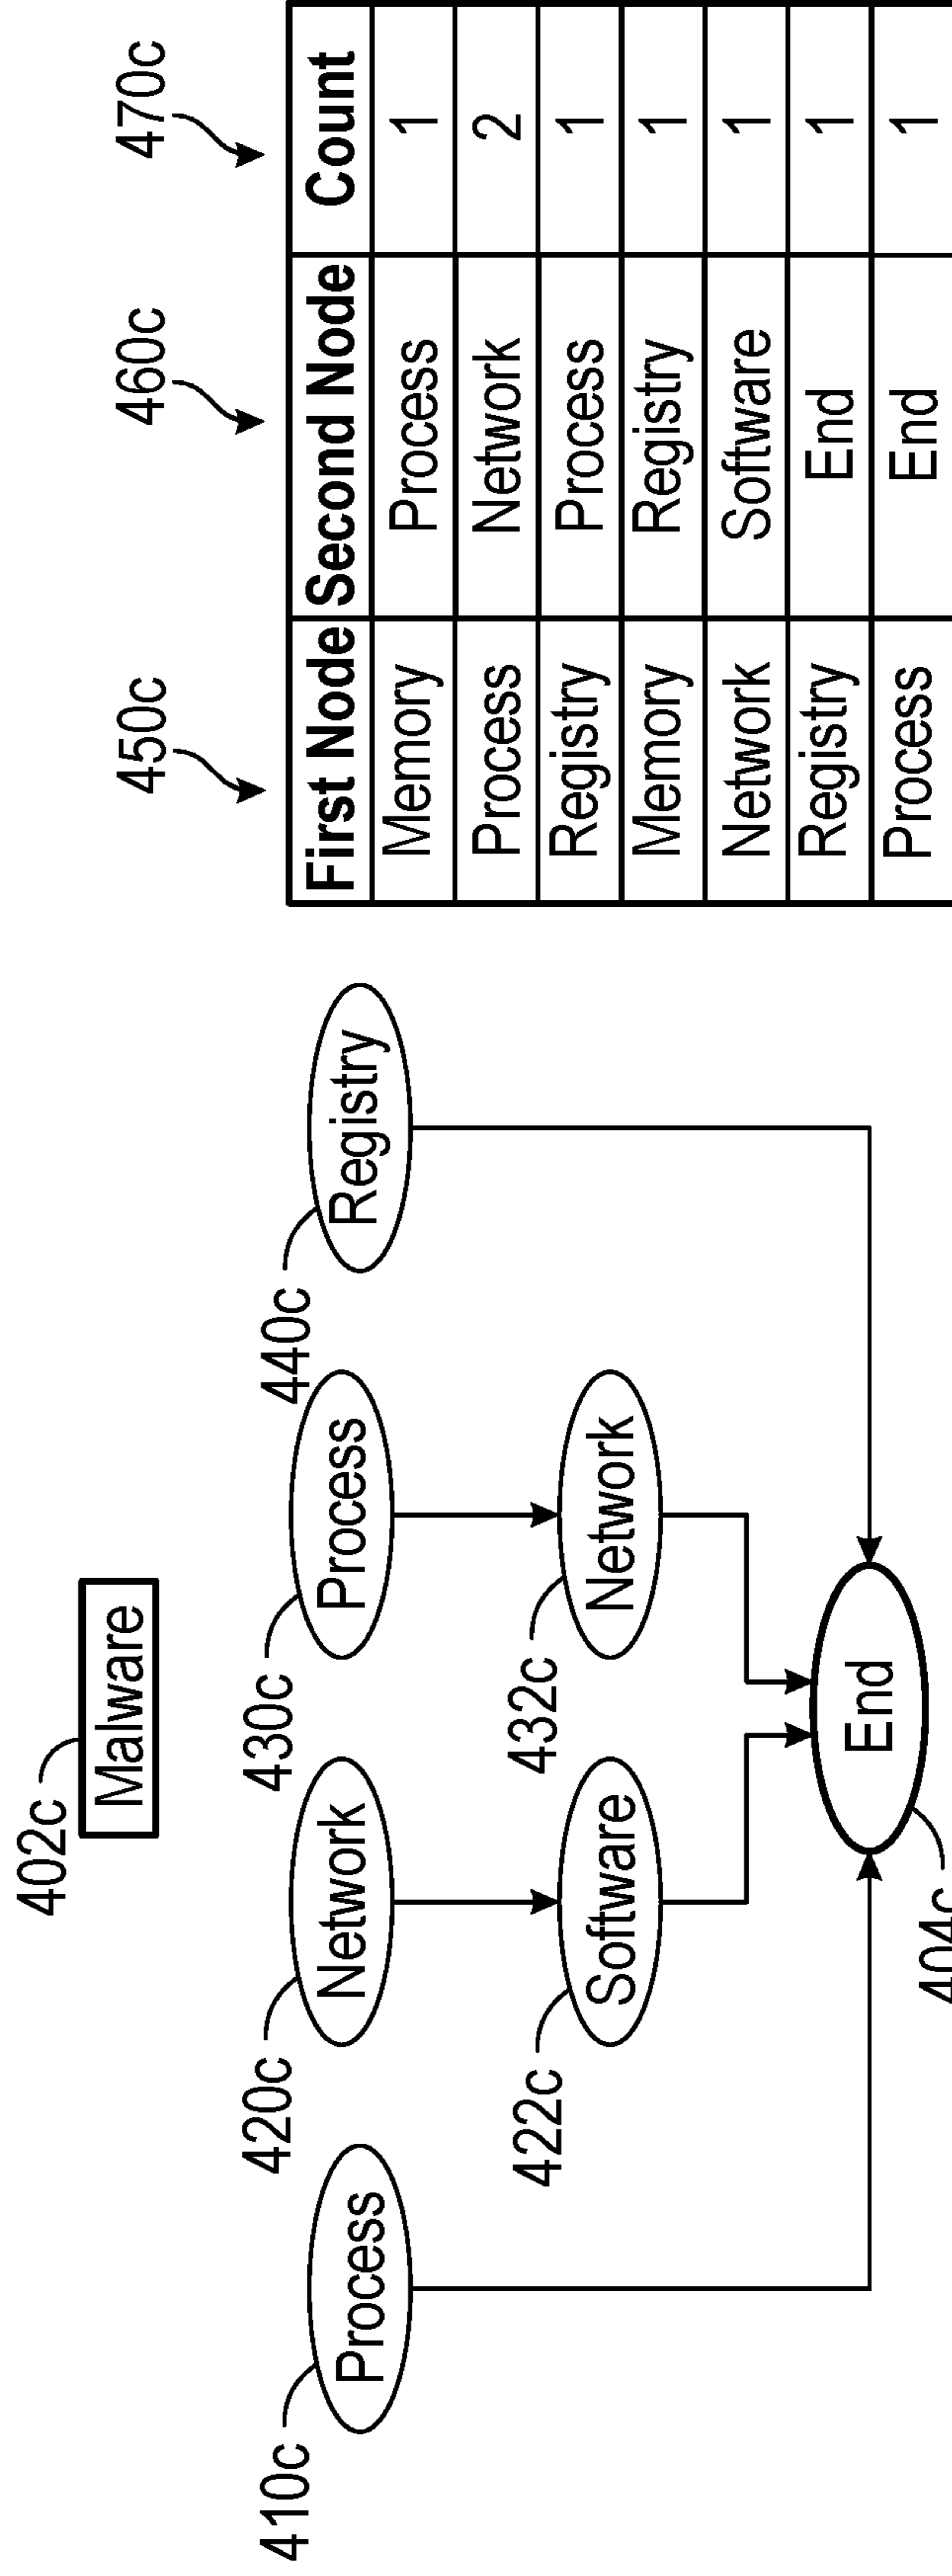 402c
Malware
410c
Process
420c
Network
430c
Process
440c
Registry
422c
Software
432c
Network
End
404c
450c
460c
470c
First Node Second Node Count
Memory Process 1
Process Network 2
Registry Process 1
Memory Registry 1
Network Software 1
Registry End 1
Process End 1